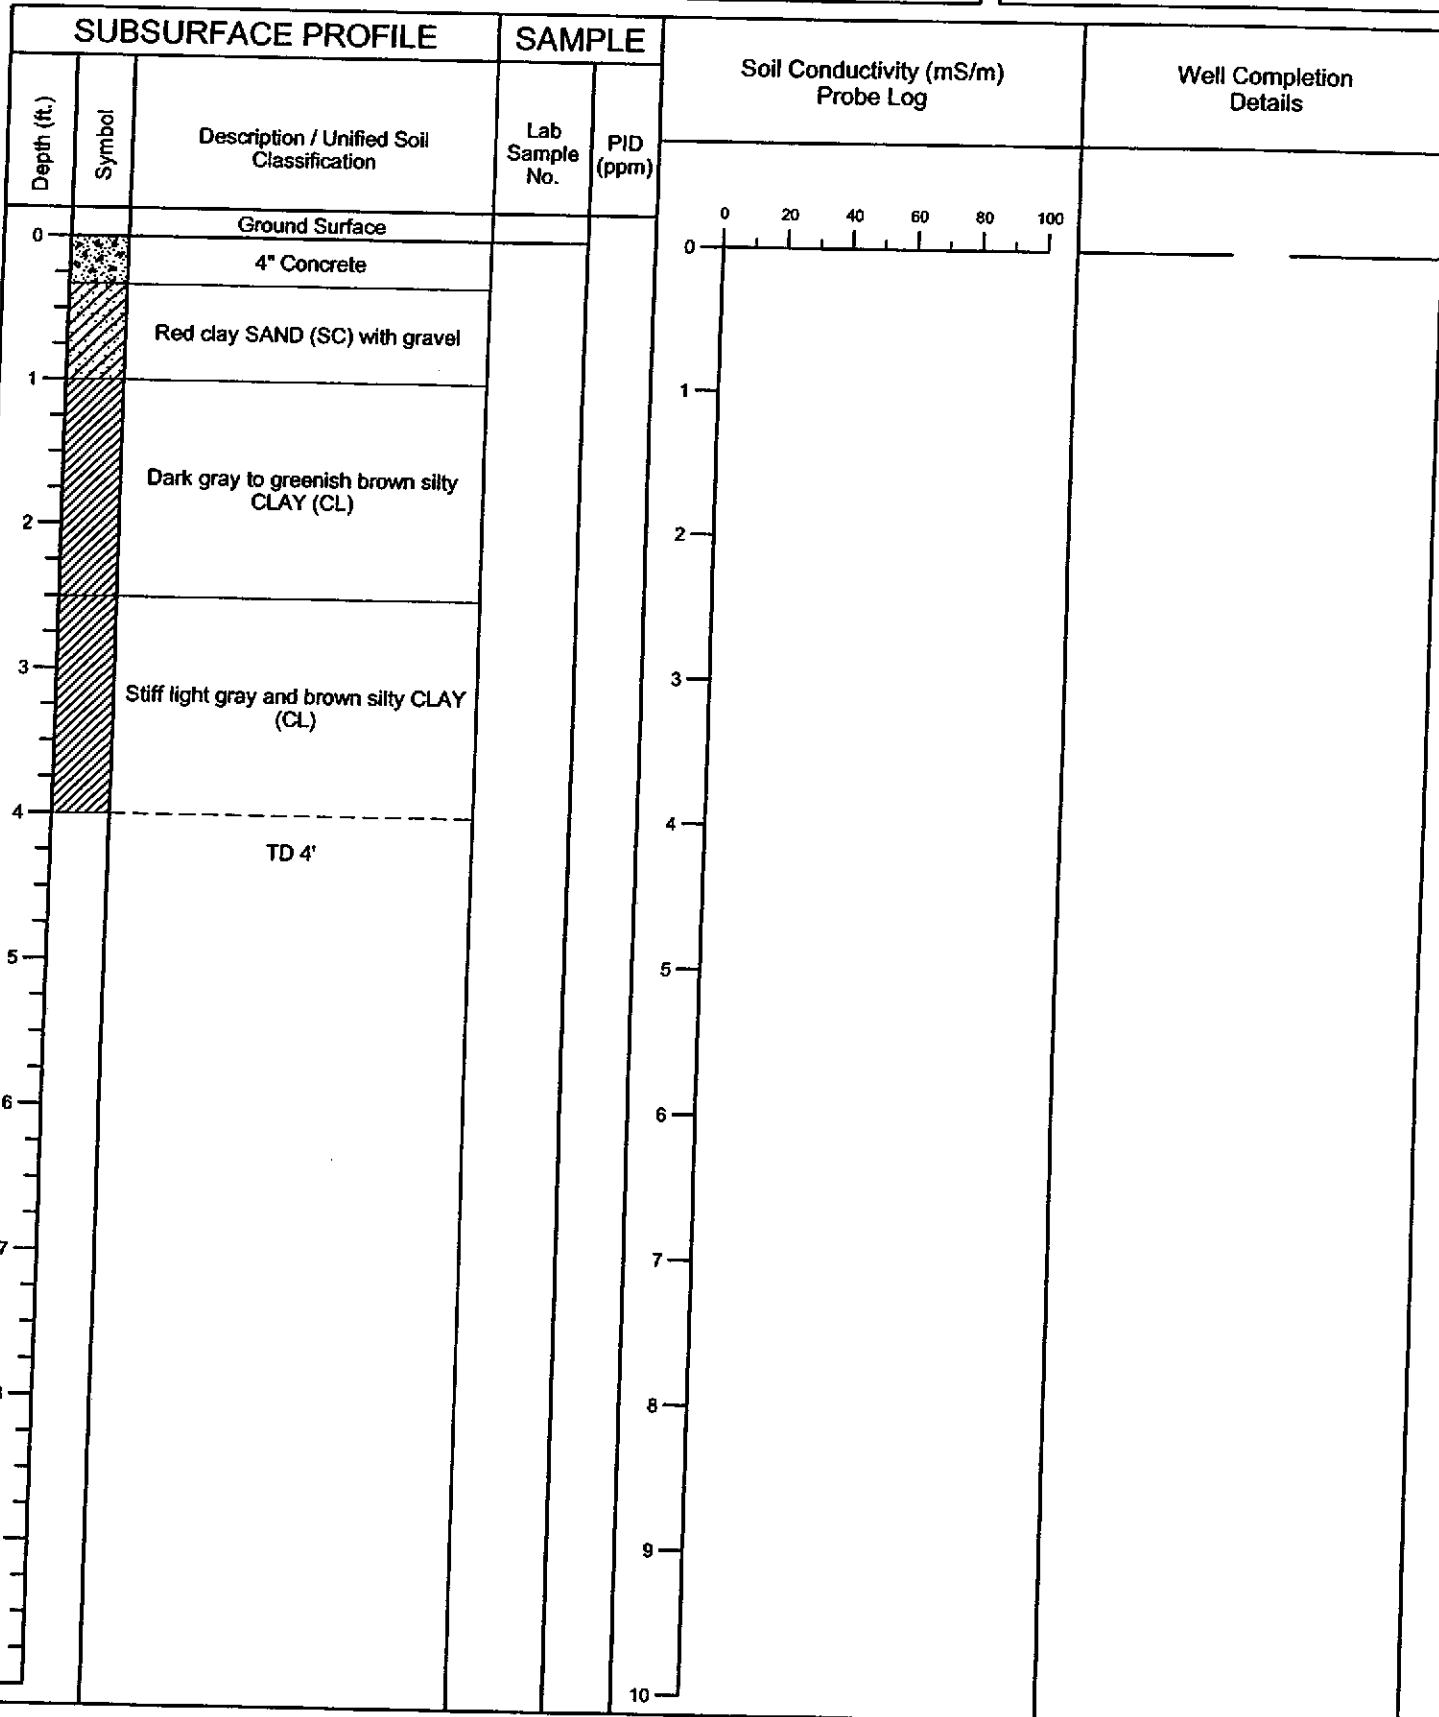 SUBSURFACE PROFILE
SAMPLE
Soil Conductivity (mS/m)
Probe Log
Well Completion
Details
Depth (ft.)
Symbol
Description / Unified Soil
Classification
Lab
Sample
No.
PID
(ppm)
Ground Surface
0 20 40 60 80 100
0
4" Concrete
Red clay SAND (SC) with gravel
1
Dark gray to greenish brown silty
CLAY (CL)
2
3
Stiff light gray and brown silty CLAY
(CL)
4
TD 4'
5
6
7
0
1
2
3
4
5
6
7
8
9
10